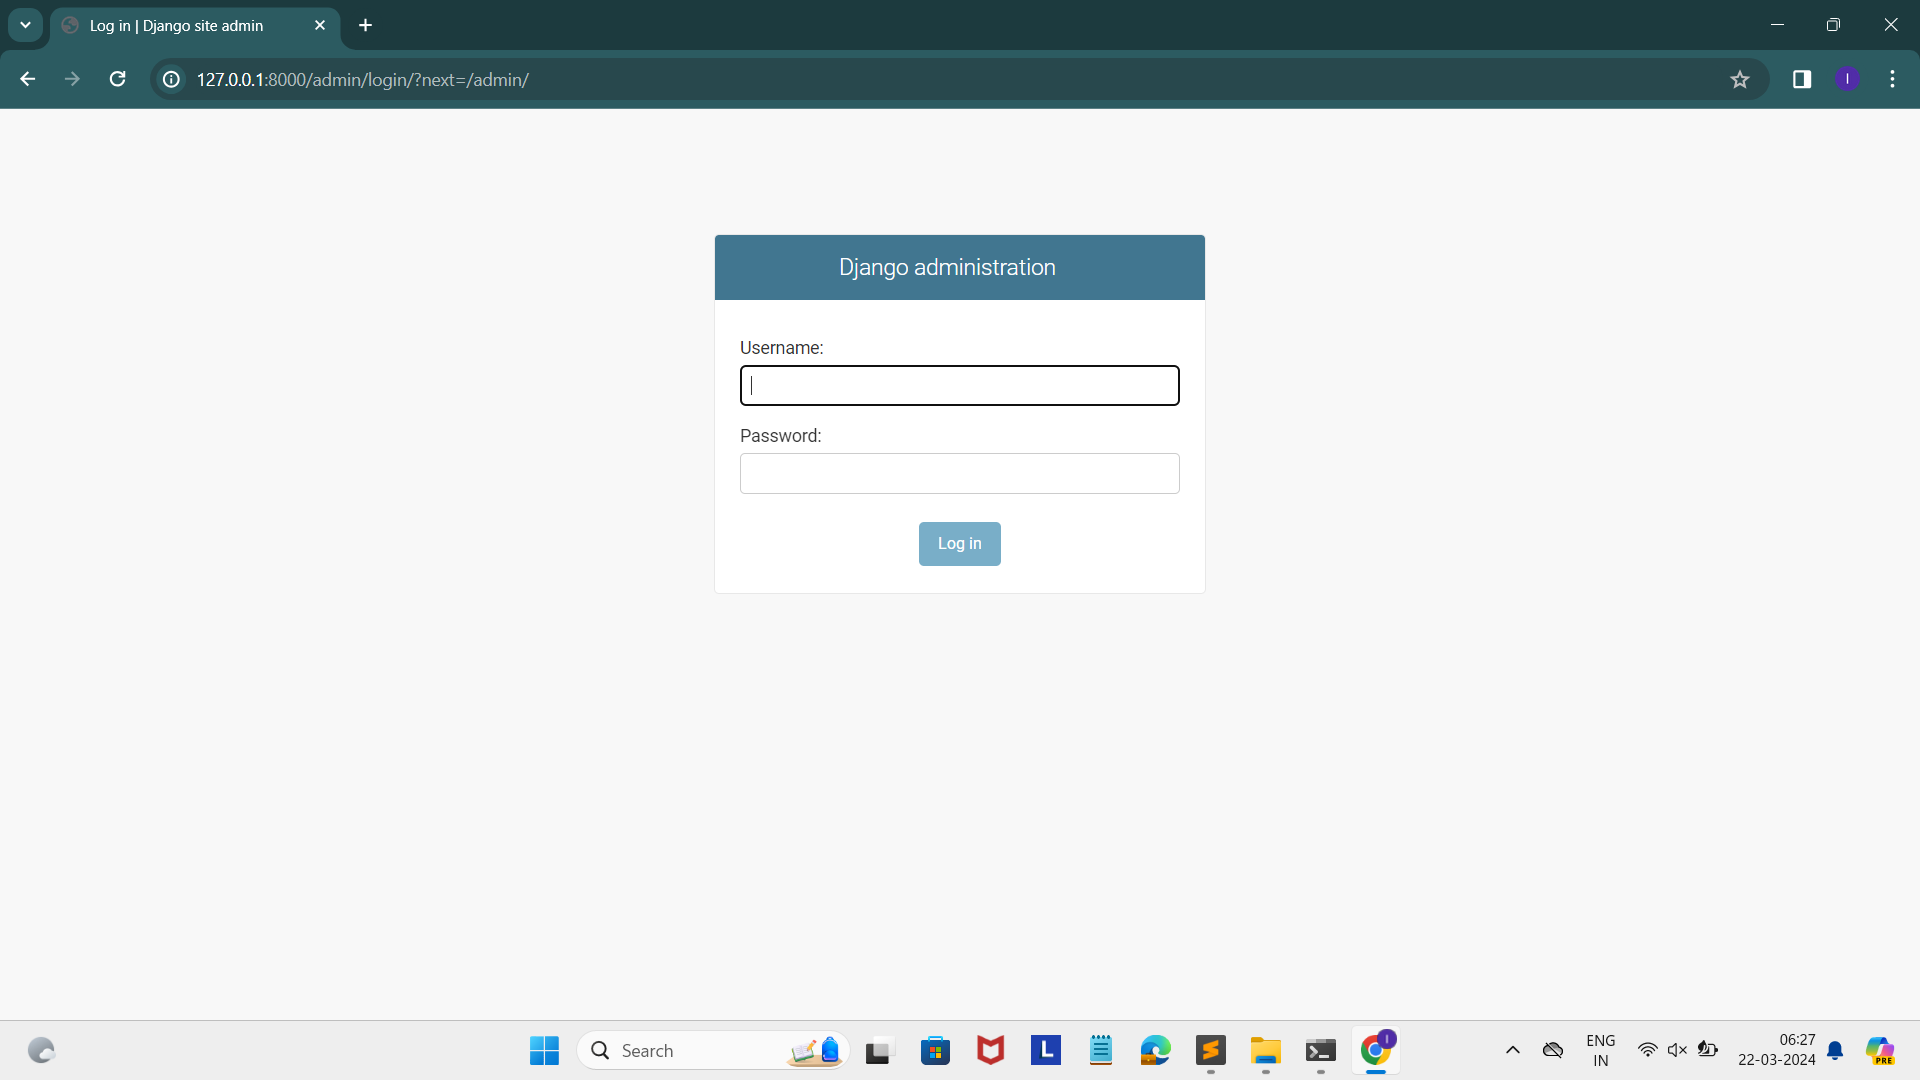 Log in | Django site admin
127.0.0.1:8000/admin/login/?next=/admin/
I
Django administration
Username:
Password:
Log in
Search
L
I
ENG
IN
06:27
22-03-2024
PRE